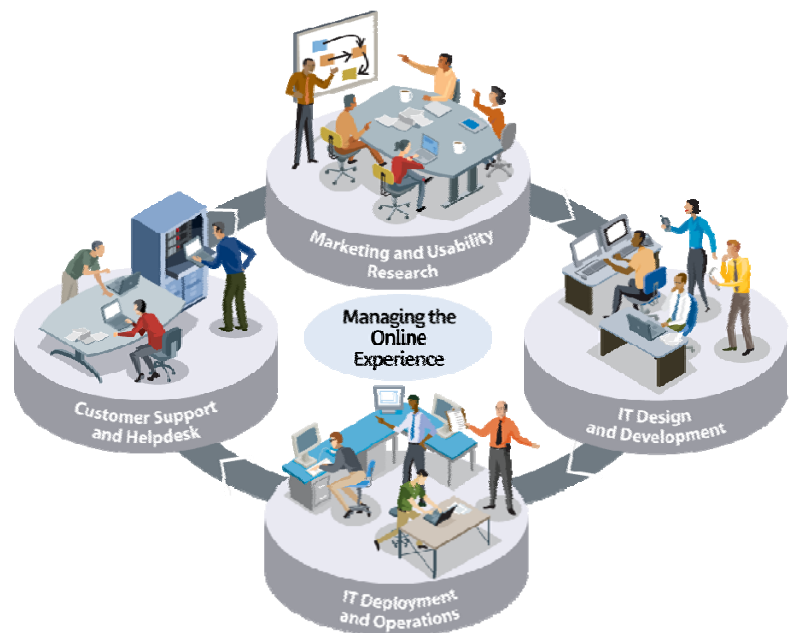 Marketing and Usability
Research
Managing the
Online
Experience
Customer Support
and Helpdesk
IT Design
and Development
IT Deployment
and Operations